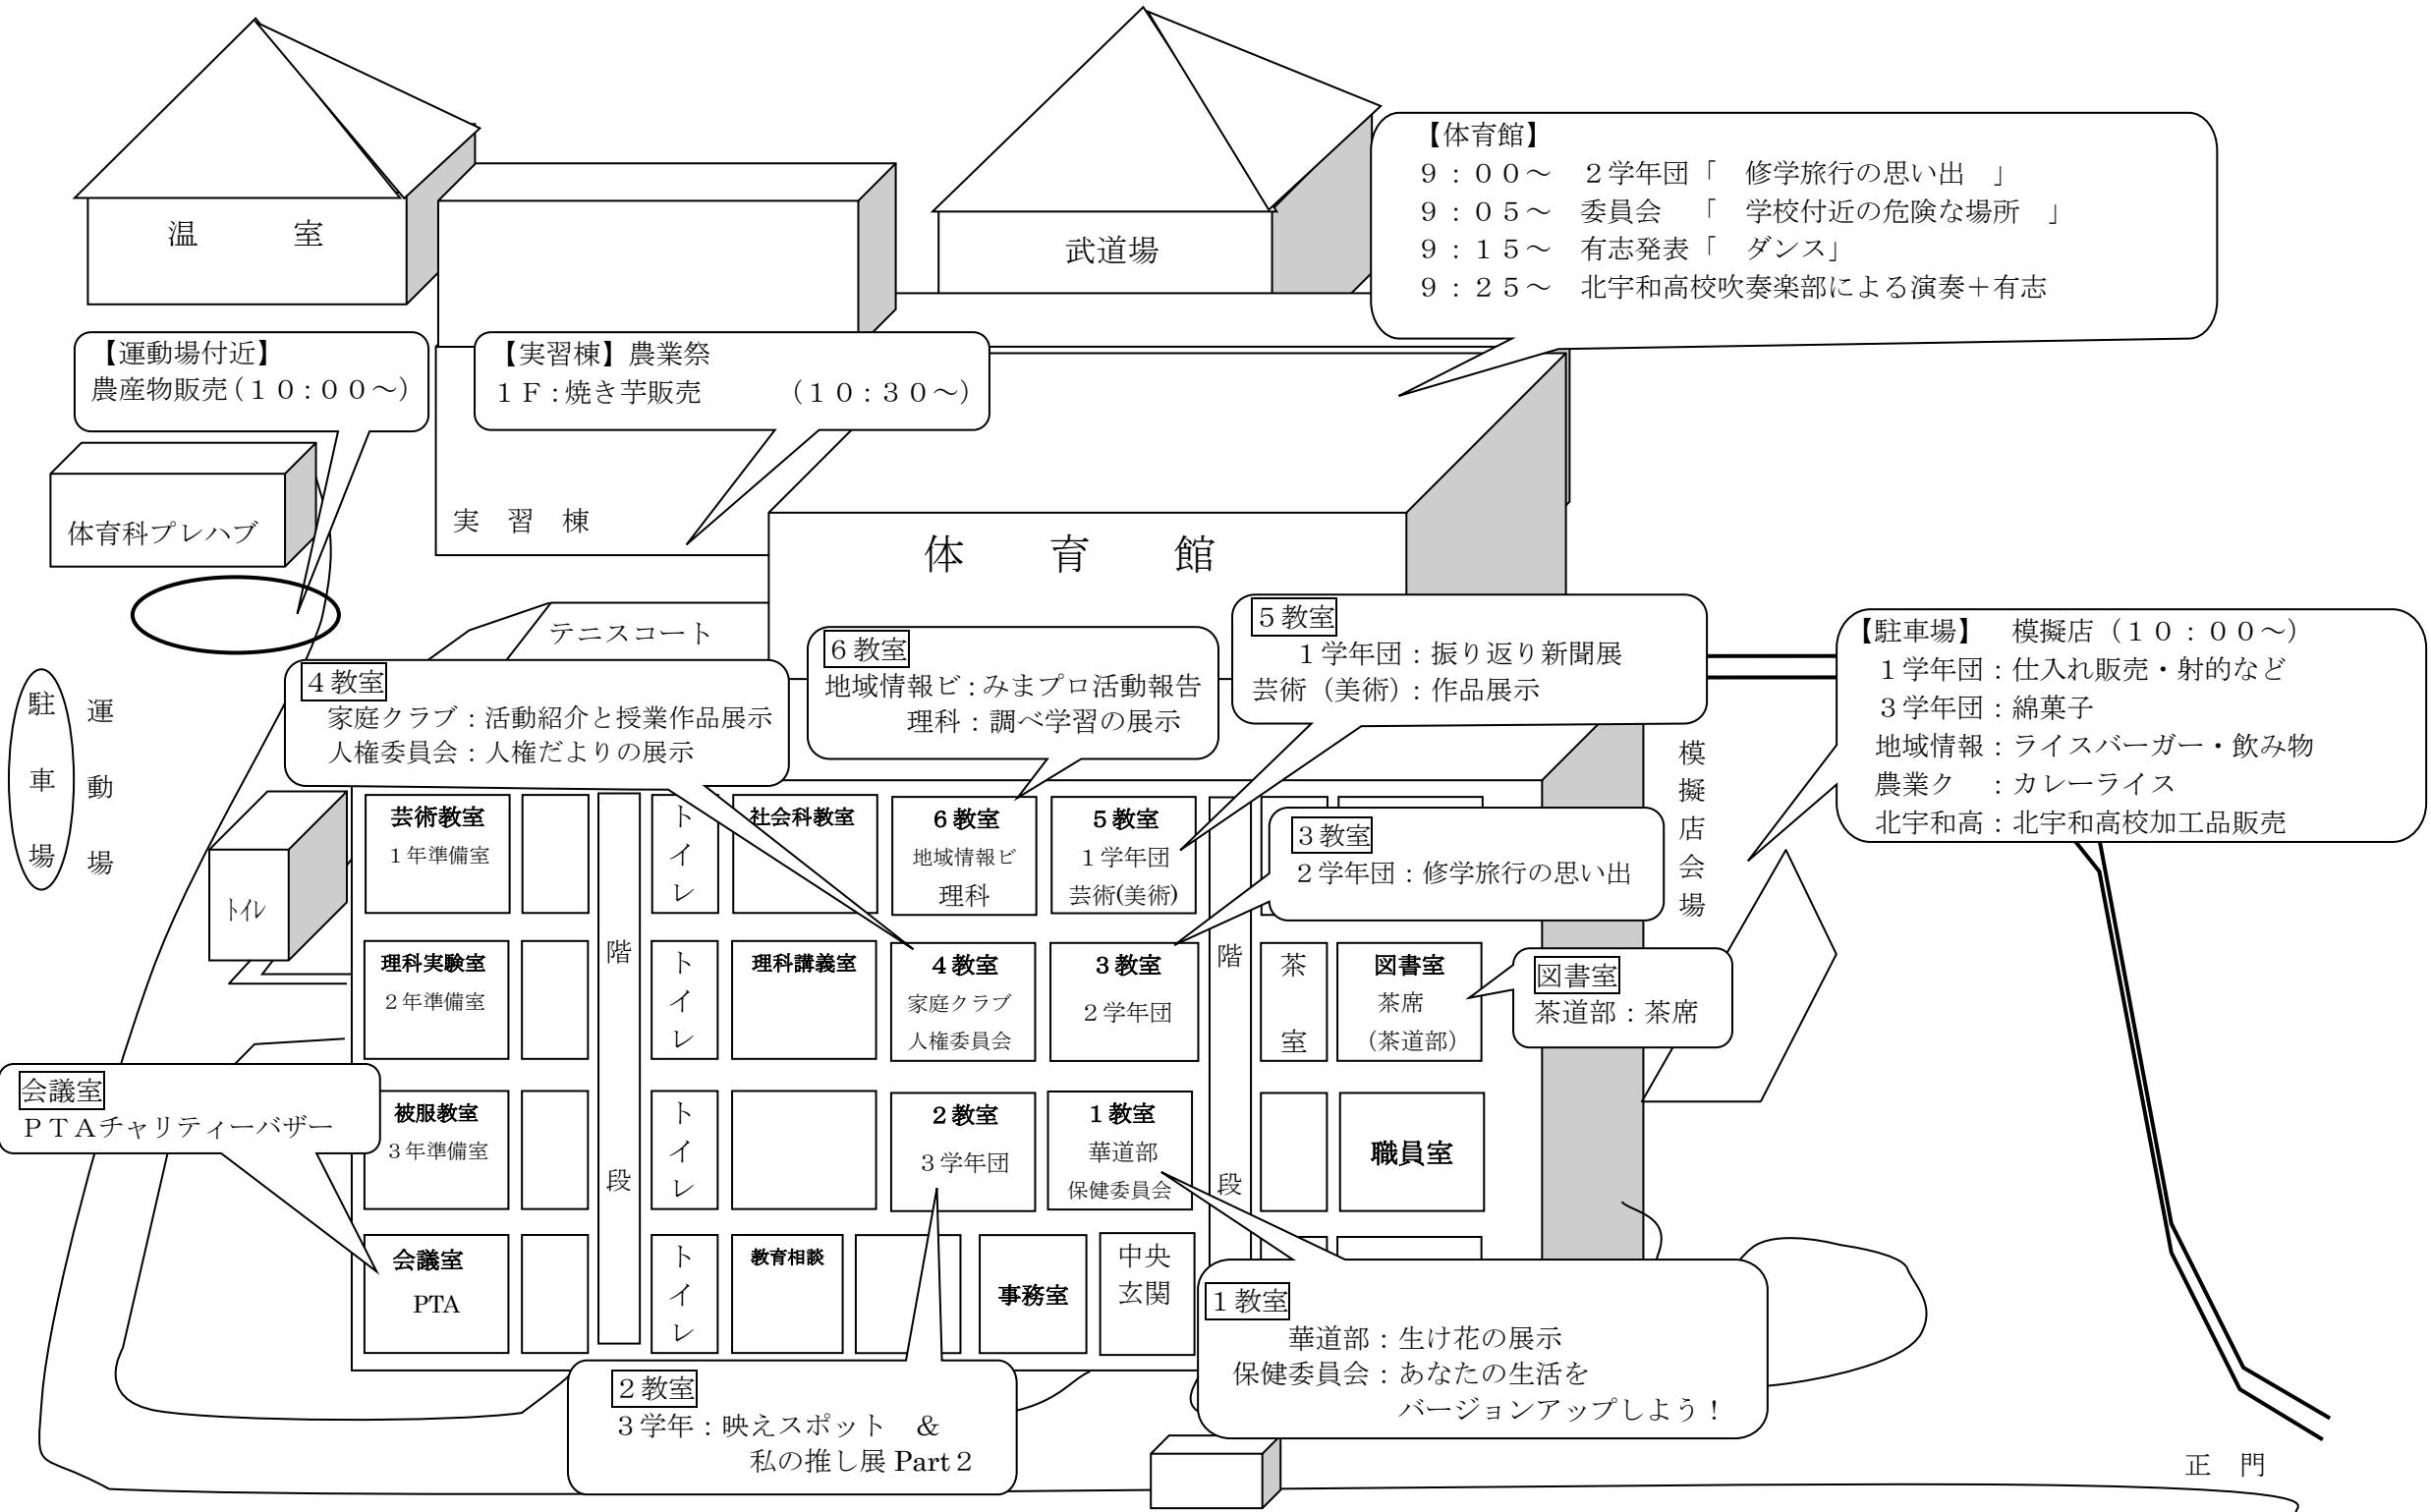 【体育館】
９：００～　２学年団「　修学旅行の思い出　」
９：０５～　委員会　「　学校付近の危険な場所　」
９：１５～　有志発表「　ダンス」
９：２５～　北宇和高校吹奏楽部による演奏＋有志
温　　　室
武道場
【運動場付近】
農産物販売（１０：００～）
【実習棟】農業祭
１Ｆ：焼き芋販売　　　（１０：３０～）
体育科プレハブ
実　習　棟
体　育　館
テニスコート
４教室
家庭クラブ：活動紹介と授業作品展示
人権委員会：人権だよりの展示
６教室
地域情報ビ：みまプロ活動報告
理科：調べ学習の展示
５教室
１学年団：振り返り新聞展
芸術（美術）：作品展示
【駐車場】　模擬店（１０：００～）
１学年団：仕入れ販売・射的など
３学年団：綿菓子
地域情報：ライスバーガー・飲み物
農業ク　：カレーライス
北宇和高：北宇和高校加工品販売
駐車場
運動場
模擬店会場
トイレ
芸術教室
１年準備室
トイレ
社会科教室
６教室
地域情報ビ
理科
５教室
１学年団
芸術(美術)
３教室
２学年団：修学旅行の思い出
階段
理科実験室
２年準備室
トイレ
理科講義室
４教室
家庭クラブ
人権委員会
３教室
２学年団
階段
茶室
図書室
茶席
（茶道部）
図書室
茶道部：茶席
会議室
ＰＴＡチャリティーバザー
被服教室
３年準備室
トイレ
２教室
３学年団
１教室
華道部
保健委員会
職員室
会議室
PTA
トイレ
教育相談
事務室
中央
玄関
１教室
華道部：生け花の展示
保健委員会：あなたの生活を
バージョンアップしよう！
２教室
３学年：映えスポット　＆
私の推し展 Part２
正　門